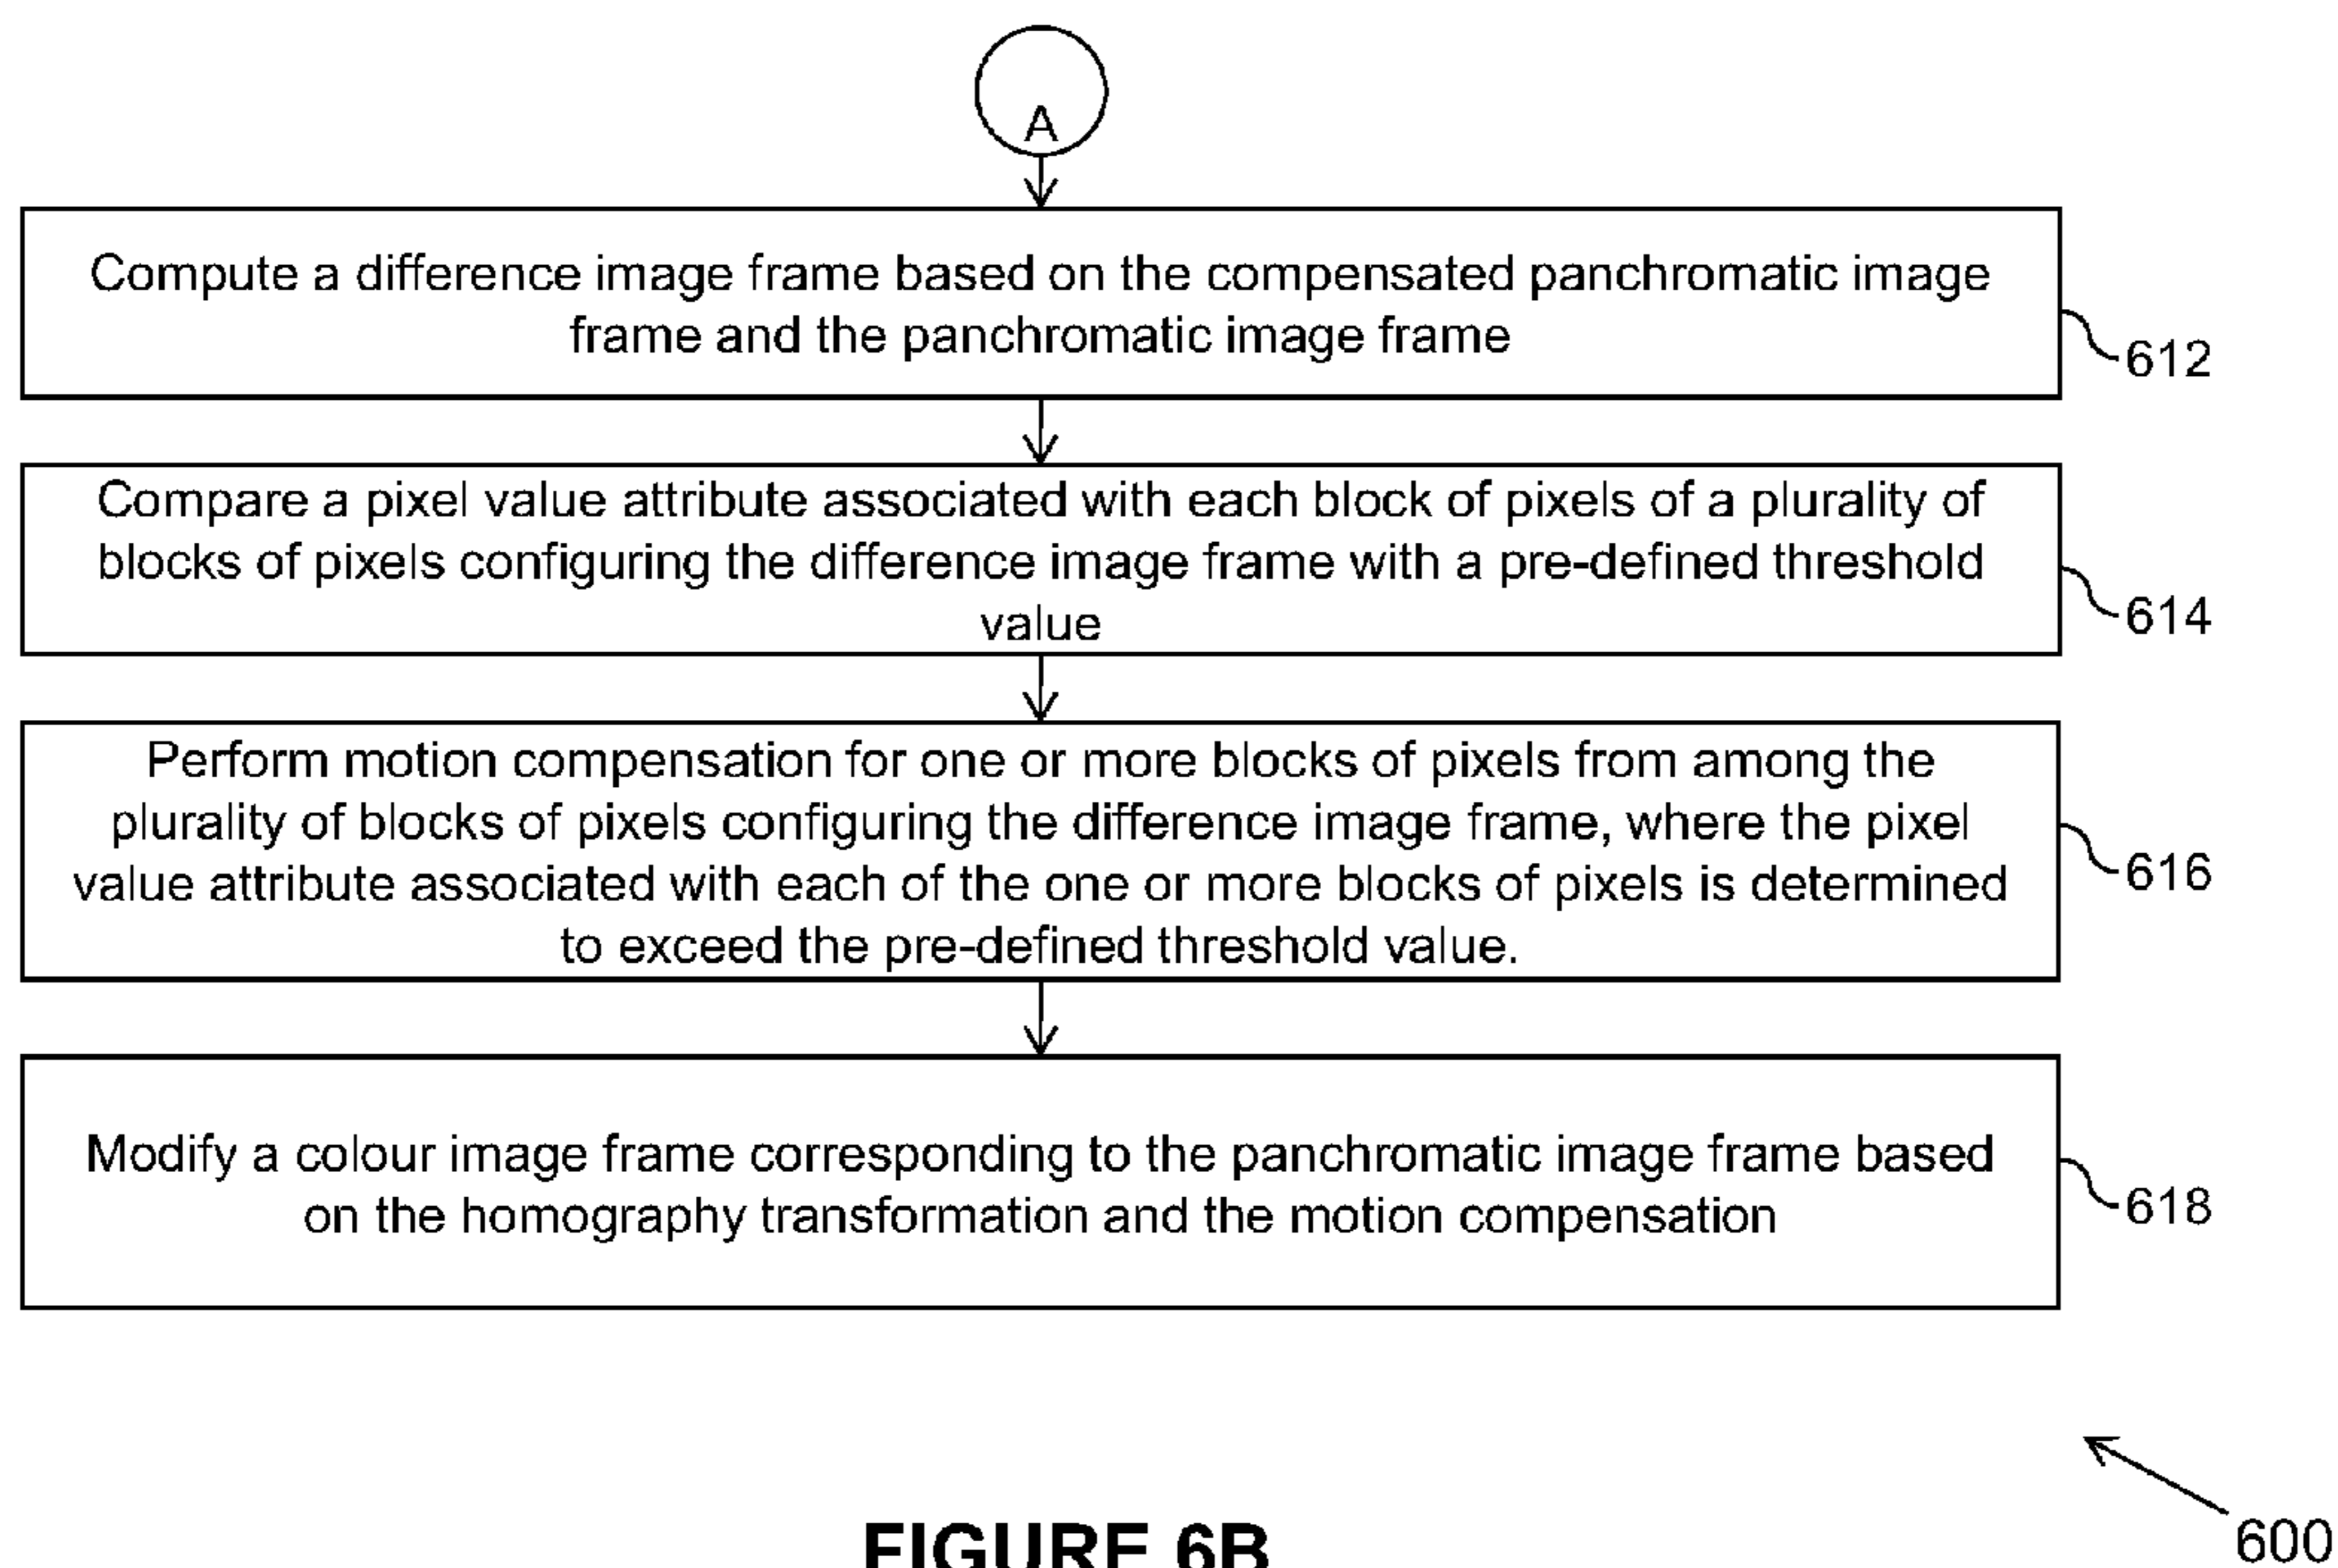 A
Compute a difference image frame based on the compensated panchromatic image
frame and the panchromatic image frame
612
Compare a pixel value attribute associated with each block of pixels of a plurality of
blocks of pixels configuring the difference image frame with a pre-defined threshold
value
614
Perform motion compensation for one or more blocks of pixels from among the
plurality of blocks of pixels configuring the difference image frame, where the pixel
value attribute associated with each of the one or more blocks of pixels is determined
to exceed the pre-defined threshold value.
616
Modify a colour image frame corresponding to the panchromatic image frame based
on the homography transformation and the motion compensation
618
600
FIGURE 6B